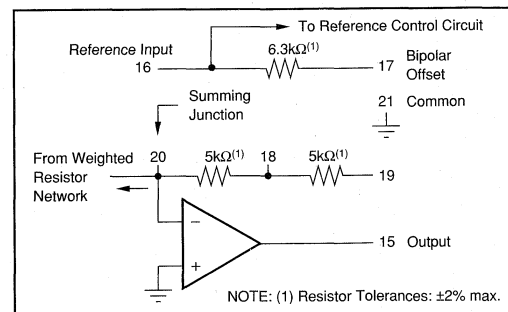 To Reference Control Circuit
Reference Input
16
6.3kΩ(1)
17
Bipolar
Offset
21 Common
Summing
Junction
From Weighted
Resistor
Network
20
5kΩ(1)
18
5kΩ(1)
19
−
+
15 Output
NOTE: (1) Resistor Tolerances: ±2% max.